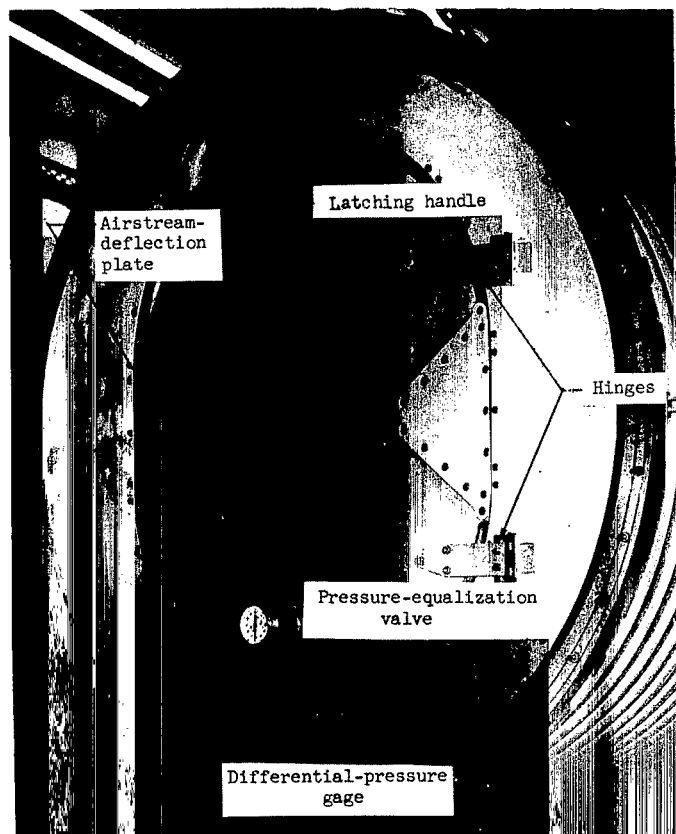 Latching handle
Airstream-
deflection
plate
Hinges
Pressure-equalization
valve
Differential-pressure
gage